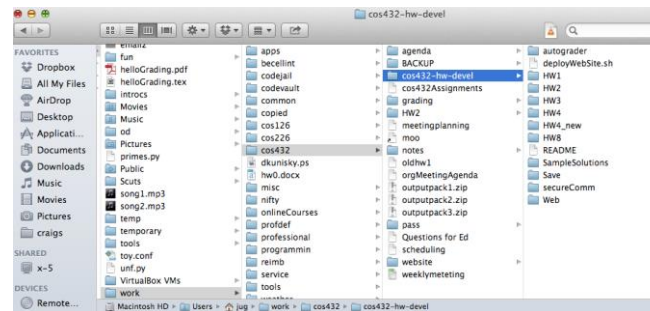 cos432-hw-devel
FAVORITES
Dropbox
All My Files
AirDrop
Desktop
Applicati...
Documents
Downloads
Music
Movies
Pictures
craigs
SHARED
x-5
DEVICES
Remote...
email2
fun
helloGrading.pdf
helloGrading.tex
introcs
Movies
Music
od
Pictures
primes.py
Public
Scuts
song1.mp3
song2.mp3
temp
temporary
tools
toy.conf
unf.py
VirtualBox VMs
work
apps
becellint
codejail
codevault
common
copied
cos126
cos226
cos432
dkunisky.ps
hw0.docx
misc
nifty
onlineCourses
profdef
professional
programmin
reimb
service
tools
agenda
BACKUP
cos432-hw-devel
cos432Assignments
grading
HW2
meetingplanning
moo
notes
oldhw1
orgMeetingAgenda
outputpack1.zip
outputpack2.zip
outputpack3.zip
pass
Questions for Ed
scheduling
website
weeklymeteting
autograder
deployWebSite.sh
HW1
HW2
HW3
HW4
HW4_new
HW8
README
SampleSolutions
Save
secureComm
Web
Macintosh HD ▸ Users ▸ jug ▸ work ▸ cos432 ▸ cos432-hw-devel